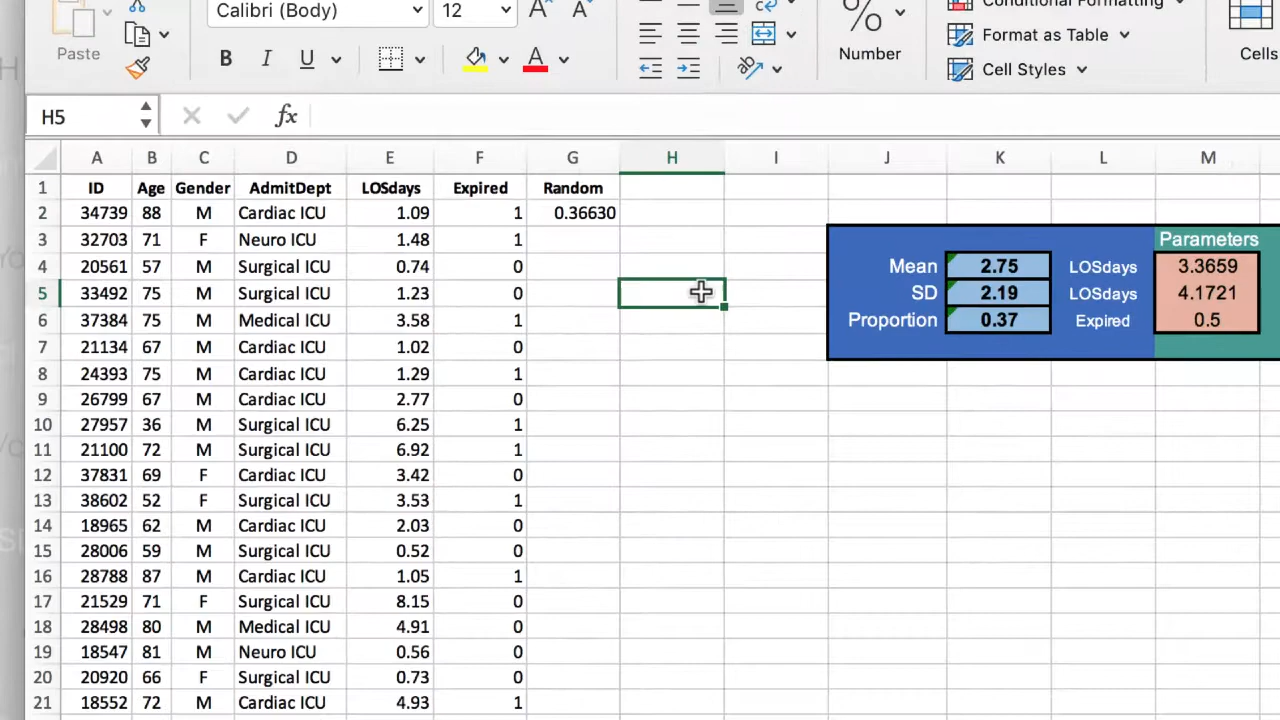 Calibri (Body) 12 A A
Conditional Formatting
Paste
B I U A
% Number
Format as Table
Cell Styles
Cells
H5 fx
A B C D E F G H I J K L M
1 ID Age Gender AdmitDept LOSdays Expired Random
2 34739 88 M Cardiac ICU 1.09 1 0.36630
3 32703 71 F Neuro ICU 1.48 1 Parameters
4 20561 57 M Surgical ICU 0.74 0 Mean 2.75 LOSdays 3.3659
5 33492 75 M Surgical ICU 1.23 0 SD 2.19 LOSdays 4.1721
6 37384 75 M Medical ICU 3.58 1 Proportion 0.37 Expired 0.5
7 21134 67 M Cardiac ICU 1.02 0
8 24393 75 M Surgical ICU 1.29 1
9 26799 67 M Cardiac ICU 2.77 0
10 27957 36 M Surgical ICU 6.25 1
11 21100 72 M Surgical ICU 6.92 1
12 37831 69 F Cardiac ICU 3.42 0
13 38602 52 F Surgical ICU 3.53 1
14 18965 62 M Cardiac ICU 2.03 0
15 28006 59 M Surgical ICU 0.52 0
16 28788 87 M Cardiac ICU 1.05 1
17 21529 71 F Surgical ICU 8.15 0
18 28498 80 M Medical ICU 4.91 0
19 18547 81 M Neuro ICU 0.56 0
20 20920 66 F Surgical ICU 0.73 0
21 18552 72 M Cardiac ICU 4.93 1